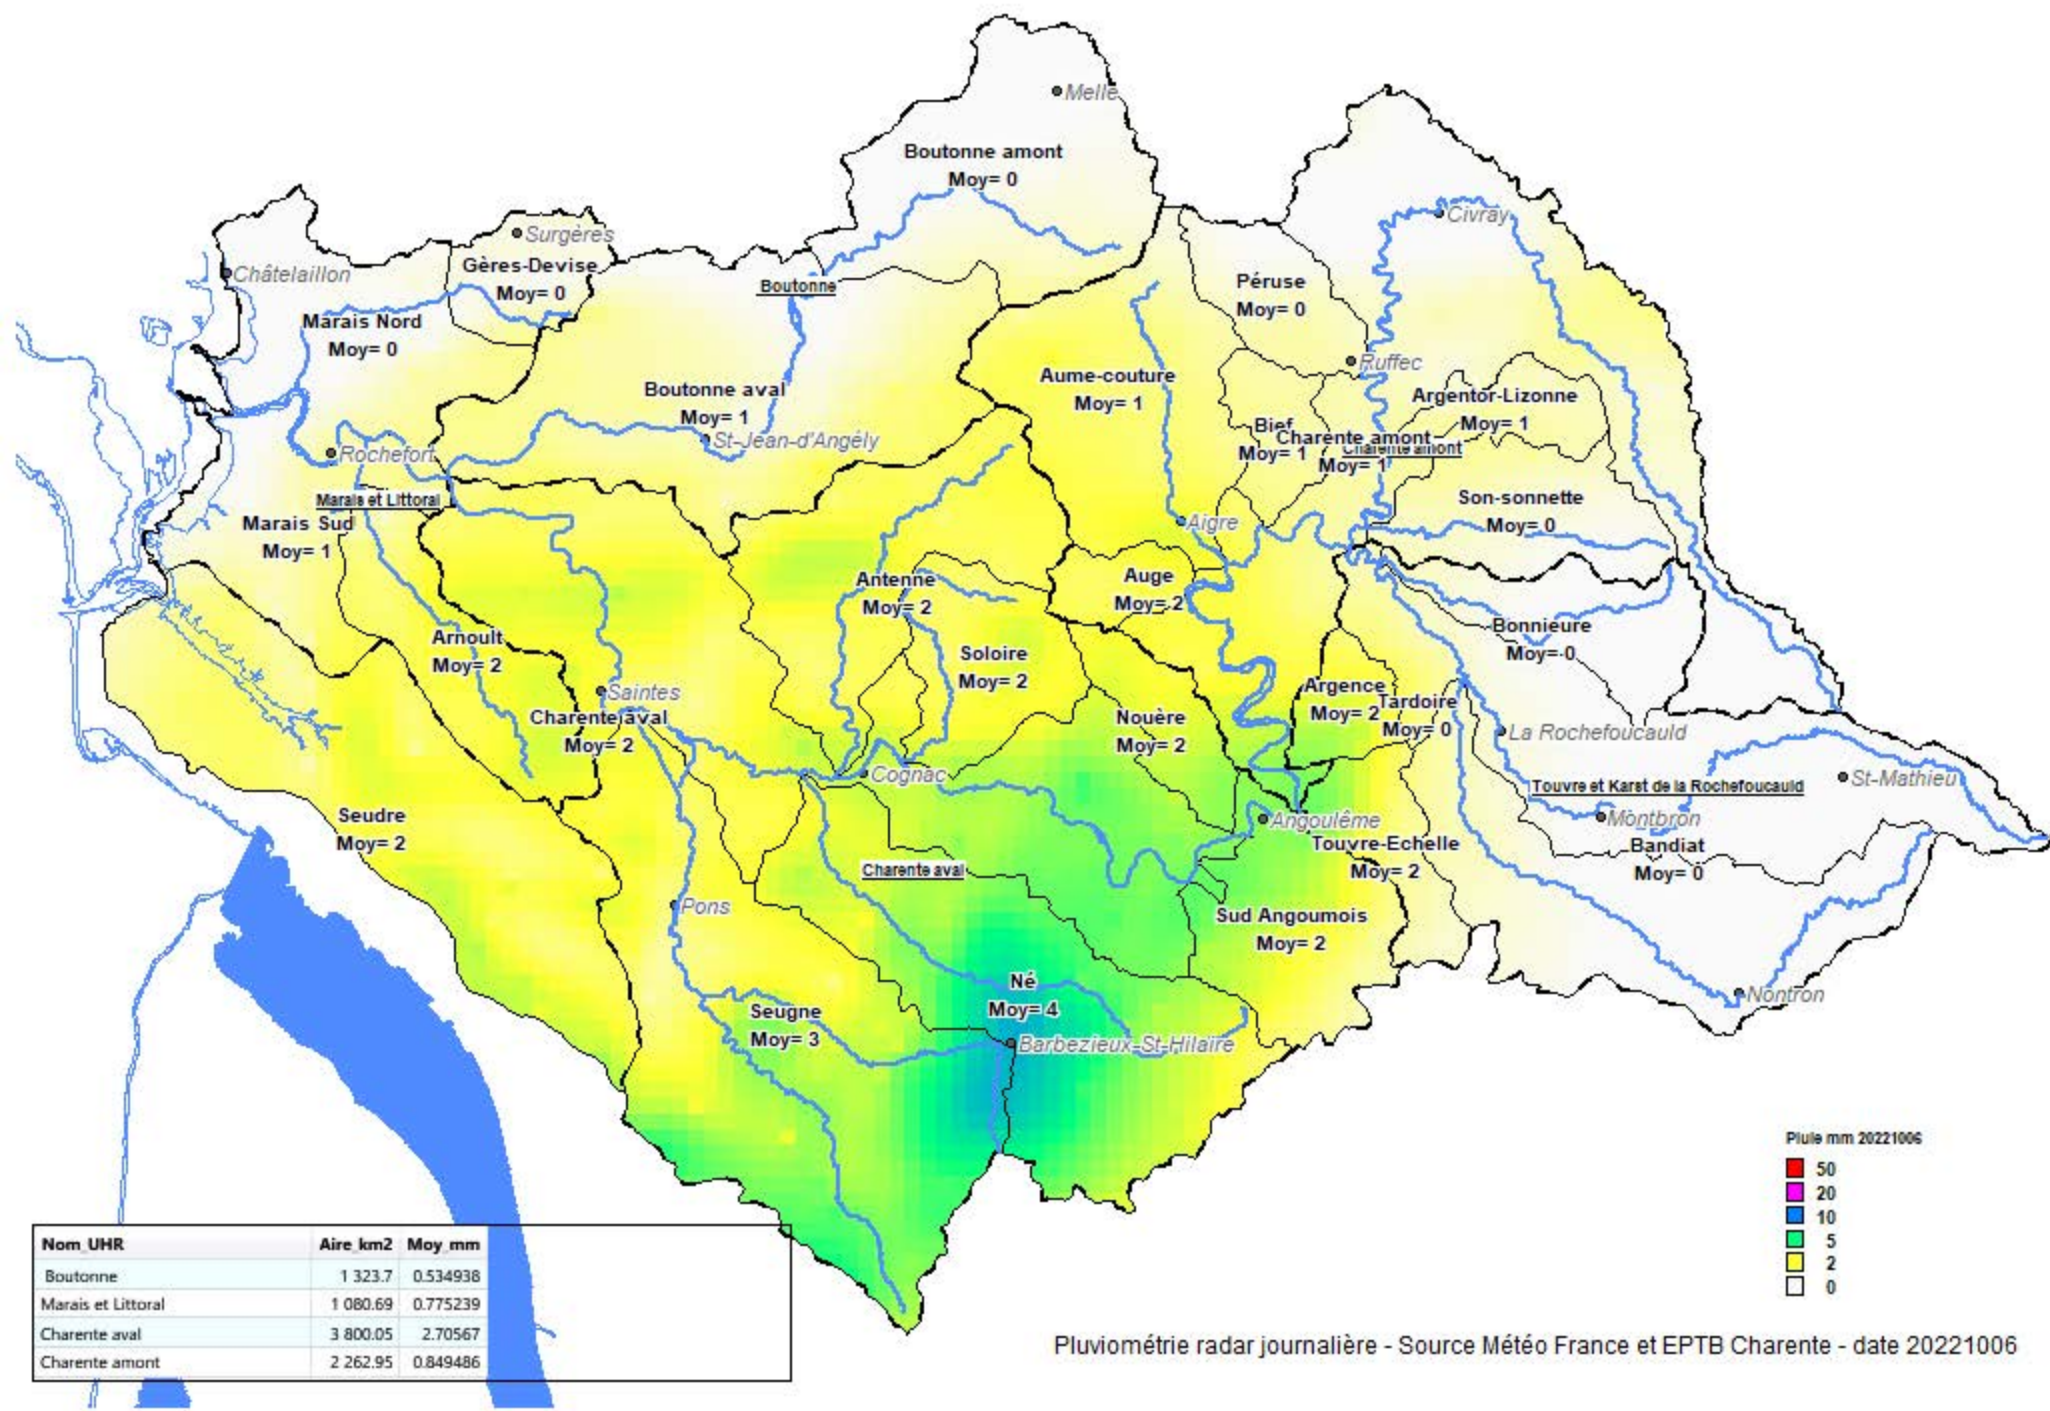 Melle
Boutonne amont
Moy= 0
Civray
Surgères
Gères-Devise
Moy= 0
Châtelaillon
Boutonne
Péruse
Moy= 0
Marais Nord
Moy= 0
Ruffec
Aume-couture
Moy= 1
Boutonne aval
Moy= 1
Argentor-Lizonne
Moy= 1
Bief
Moy= 1
Charente amont
Moy= 1
Charente amont
St-Jean-d'Angély
Rochefort
Marais et Littoral
Son-sonnette
Moy= 0
Marais Sud
Moy= 1
Aigre
Antenne
Moy= 2
Auge
Moy= 2
Bonnieure
Moy= 0
Arnoult
Moy= 2
Soloire
Moy= 2
Saintes
Charente aval
Moy= 2
Nouère
Moy= 2
Argence
Moy= 2
Tardoire
Moy= 0
La Rochefoucauld
Cognac
St-Mathieu
Touvre et Karst de la Rochefoucauld
Seudre
Moy= 2
Angoulême
Montbron
Touvre-Echelle
Moy= 2
Bandiat
Moy= 0
Charente aval
Pons
Sud Angoumois
Moy= 2
Né
Moy= 4
Nontron
Seugne
Moy= 3
Barbezieux-St-Hilaire
Pluie mm 20221006
50
20
10
5
2
0
Nom_UHR Aire_km2 Moy_mm
Boutonne 1 323.7 0.534938
Marais et Littoral 1 080.69 0.775239
Charente aval 3 800.05 2.70567
Charente amont 2 262.95 0.849486
Pluviométrie radar journalière - Source Météo France et EPTB Charente - date 20221006